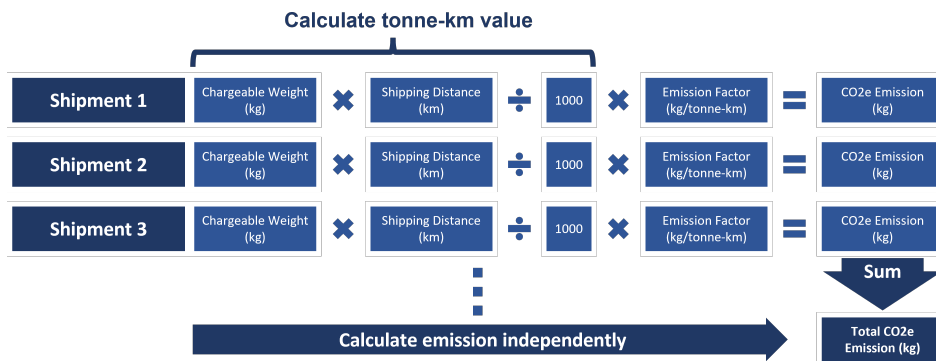 Calculate tonne-km value
Shipment 1
Chargeable Weight
(kg)
×
Shipping Distance
(km)
÷
1000
×
Emission Factor
(kg/tonne-km)
=
CO2e Emission
(kg)
Shipment 2
Chargeable Weight
(kg)
×
Shipping Distance
(km)
÷
1000
×
Emission Factor
(kg/tonne-km)
=
CO2e Emission
(kg)
Shipment 3
Chargeable Weight
(kg)
×
Shipping Distance
(km)
÷
1000
×
Emission Factor
(kg/tonne-km)
=
CO2e Emission
(kg)
Sum
Calculate emission independently
Total CO2e
Emission (kg)